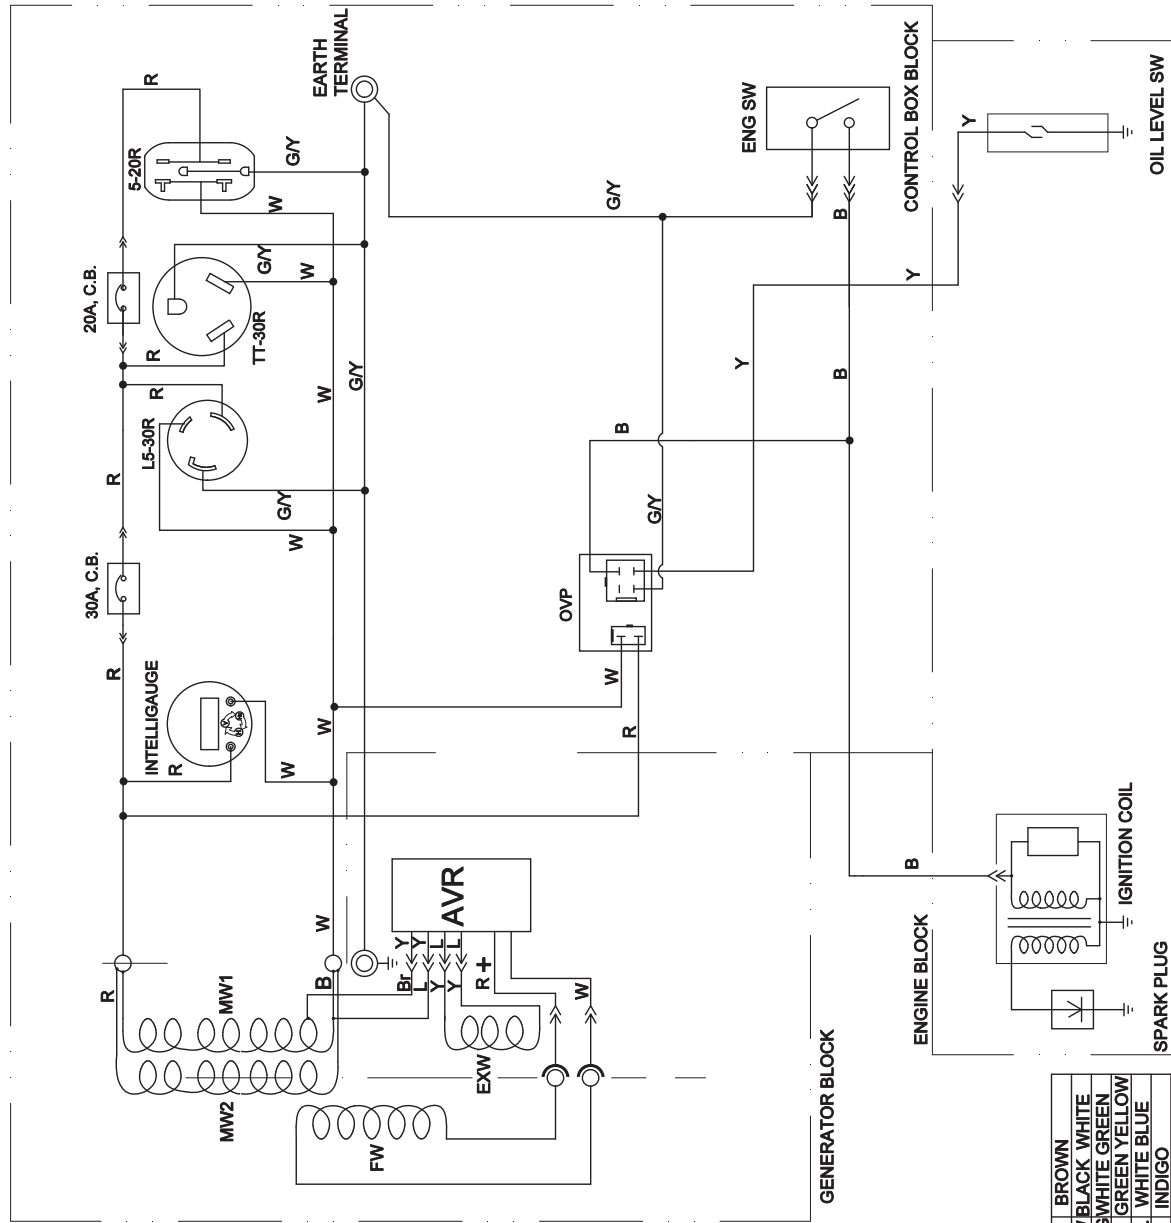 R
5-20R
20A, C.B.
G/Y
W
EARTH
TERMINAL
G/Y
W
TT-30R
R
R
L5-30R
G/Y
W
R
30A, C.B.
W
G/Y
ENG SW
CONTROL BOX BLOCK
G/Y
B
Y
OIL LEVEL SW
Y
B
Y
B
G/Y
OVP
W
R
R
INTELLIGAUGE
R
W
W
W
R
MW1
MW2
B
AVR
Y
Y
L
L
Br
L
Y
Y
R +
W
EXW
FW
GENERATOR BLOCK
B
ENGINE BLOCK
IGNITION COIL
SPARK PLUG
BROWN
BLACK WHITE
WHITE GREEN
GREEN YELLOW
WHITE BLUE
INDIGO